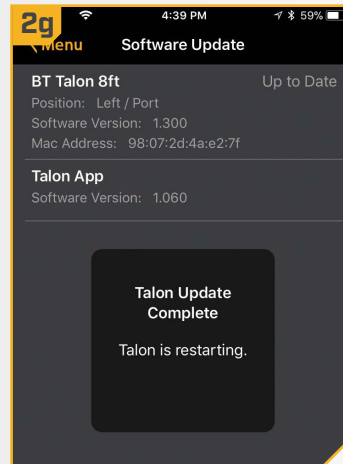 2g
4:39 PM
59%
Menu
Software Update
BT Talon 8ft
Up to Date
Position: Left / Port
Software Version: 1.300
Mac Address: 98:07:2d:4a:e2:7f
Talon App
Software Version: 1.060
Talon Update
Complete
Talon is restarting.